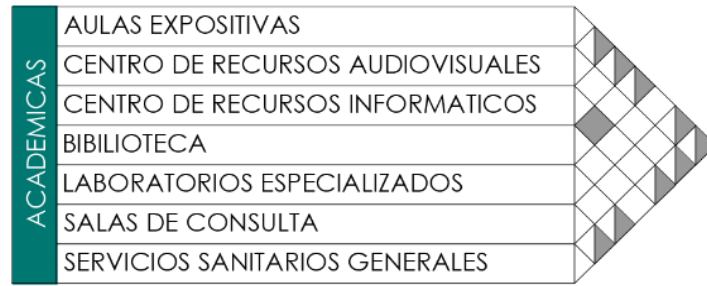 ACADEMICAS
AULAS EXPOSITIVAS
CENTRO DE RECURSOS AUDIOVISUALES
CENTRO DE RECURSOS INFORMATICOS
BIBILIOTECA
LABORATORIOS ESPECIALIZADOS
SALAS DE CONSULTA
SERVICIOS SANITARIOS GENERALES